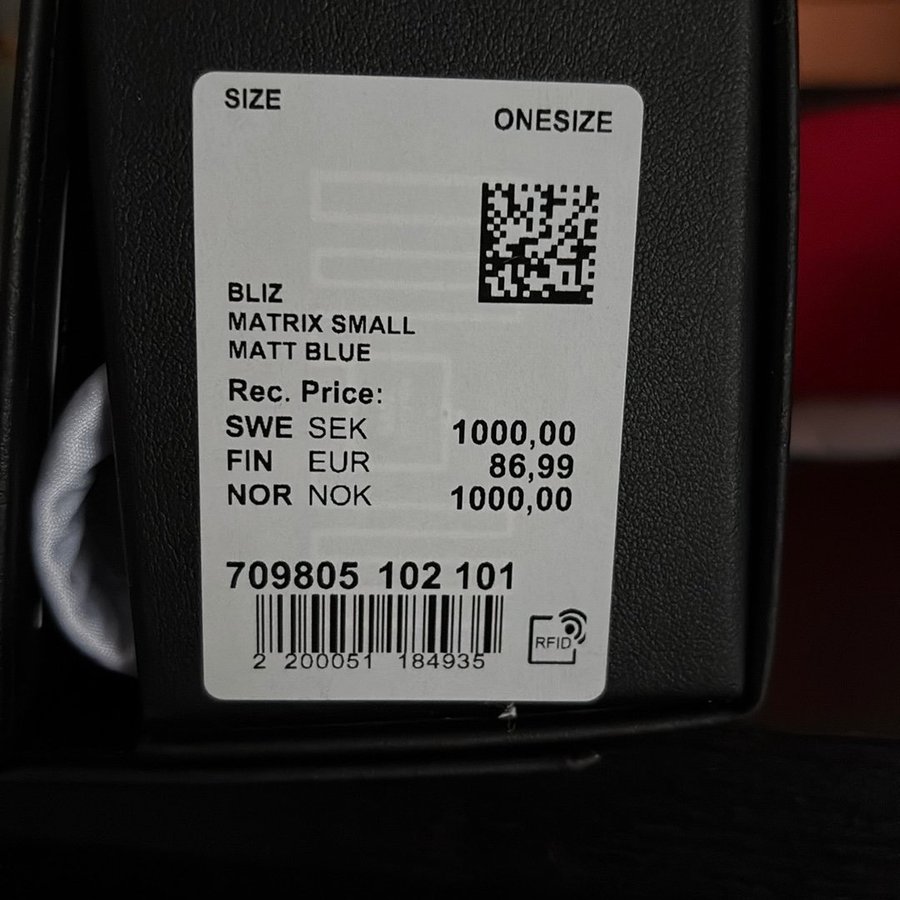 SIZE
ONESIZE
BLIZ
MATRIX SMALL
MATT BLUE
Rec. Price:
SWE SEK 1000,00
FIN EUR 86,99
NOR NOK 1000,00
709805 102 101
2 200051 184935
RFID